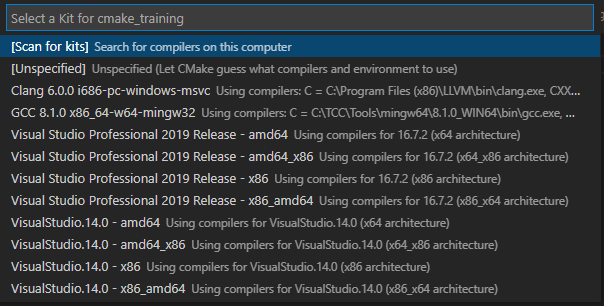 Select a Kit for cmake_training
[Scan for kits] Search for compilers on this computer
[Unspecified] Unspecified (Let CMake guess what compilers and environment to use)
Clang 6.0.0 i686-pc-windows-msvc Using compilers: C = C:\Program Files (x86)\LLVM\bin\clang.exe, CXX...
GCC 8.1.0 x86_64-w64-mingw32 Using compilers: C = C:\TCC\Tools\mingw64\8.1.0_WIN64\bin\gcc.exe, ...
Visual Studio Professional 2019 Release - amd64 Using compilers for 16.7.2 (x64 architecture)
Visual Studio Professional 2019 Release - amd64_x86 Using compilers for 16.7.2 (x64_x86 architecture)
Visual Studio Professional 2019 Release - x86 Using compilers for 16.7.2 (x86 architecture)
Visual Studio Professional 2019 Release - x86_amd64 Using compilers for 16.7.2 (x86_x64 architecture)
VisualStudio.14.0 - amd64 Using compilers for VisualStudio.14.0 (x64 architecture)
VisualStudio.14.0 - amd64_x86 Using compilers for VisualStudio.14.0 (x64_x86 architecture)
VisualStudio.14.0 - x86 Using compilers for VisualStudio.14.0 (x86 architecture)
VisualStudio.14.0 - x86_amd64 Using compilers for VisualStudio.14.0 (x86_x64 architecture)